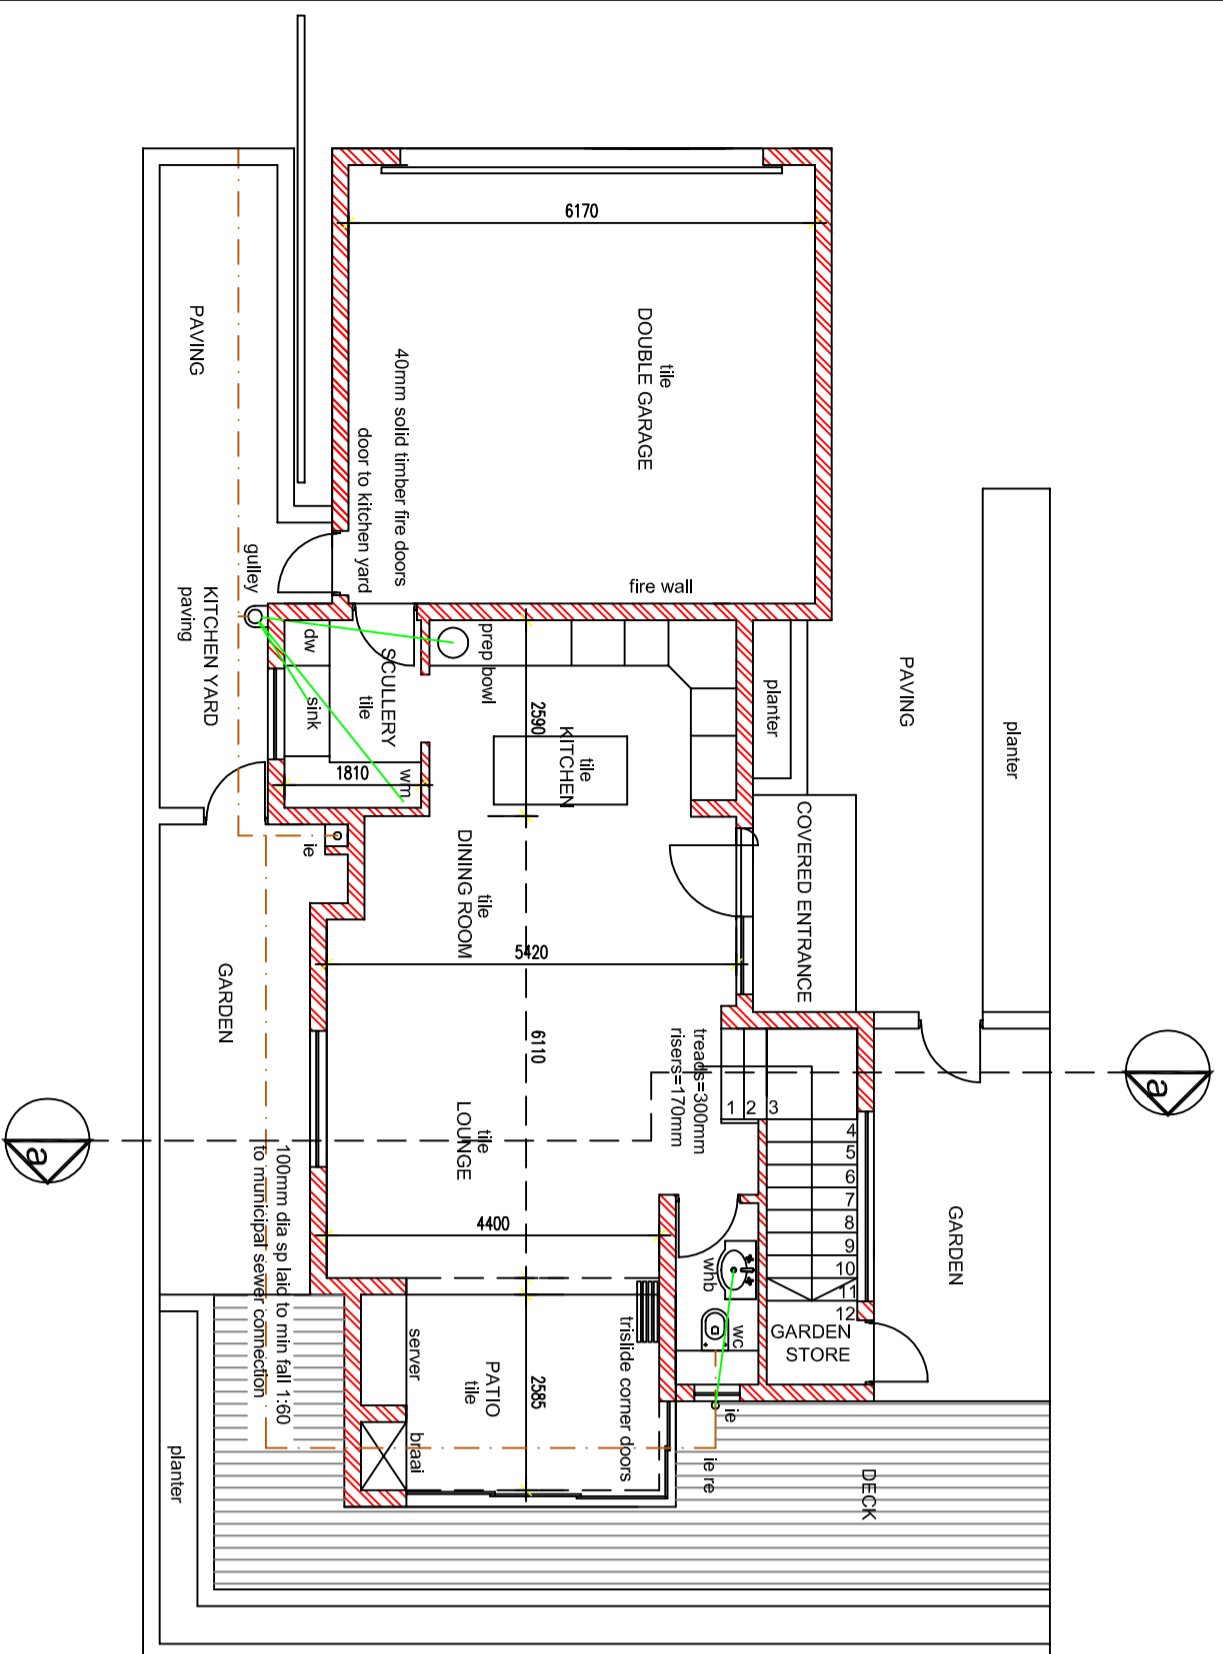 6170
tile
DOUBLE GARAGE
40mm solid timber fire doors
door to kitchen yard
fire wall
PAVING
gulley
KITCHEN YARD
paving
dw
sink
SCULLERY
tile
wm
1810
prep bowl
2590
tile
KITCHEN
planter
PAVING
planter
COVERED ENTRANCE
ie
tile
DINING ROOM
5420
6110
GARDEN
treads=300mm
risers=170mm
1
2
3
4
5
6
7
8
9
10
11
12
a
a
tile
LOUNGE
4400
GARDEN
100mm dia sp laid to min fall 1:60
to municipal sewer connection
whb
wc
GARDEN
STORE
trislide corner doors
server
PATIO
tile
2585
braai
ie
ie re
DECK
planter